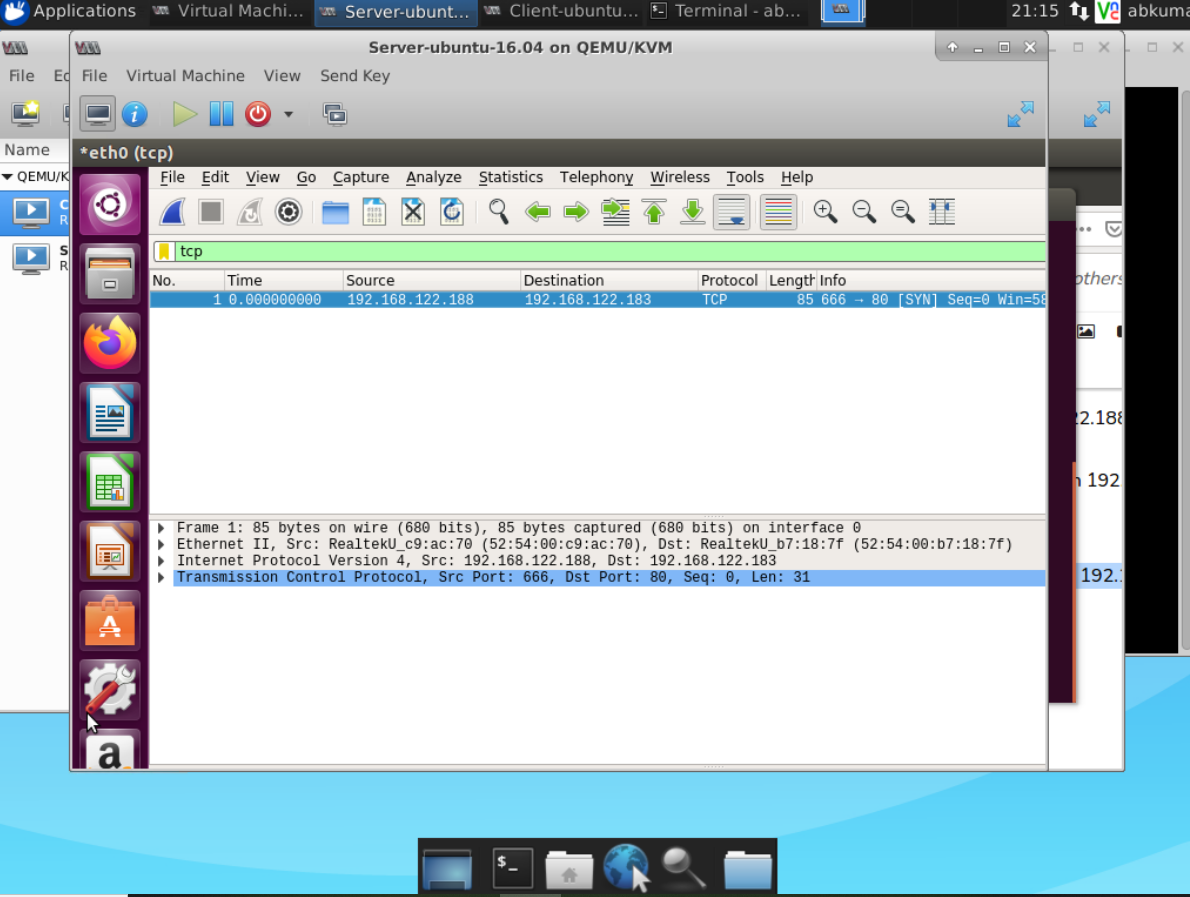 Applications Virtual Machi... Server-ubunt... Client-ubuntu... Terminal - ab... 21:15 abkuma
Server-ubuntu-16.04 on QEMU/KVM
File Ed File Virtual Machine View Send Key
Name
*eth0 (tcp)
QEMU/K
File Edit View Go Capture Analyze Statistics Telephony Wireless Tools Help
C
R
S
R
tcp
No. Time Source Destination Protocol Length Info
1 0.000000000 192.168.122.188 192.168.122.183 TCP 85 666 → 80 [SYN] Seq=0 Win=58
others
22.188
n 192.
192.1
Frame 1: 85 bytes on wire (680 bits), 85 bytes captured (680 bits) on interface 0
Ethernet II, Src: RealtekU_c9:ac:70 (52:54:00:c9:ac:70), Dst: RealtekU_b7:18:7f (52:54:00:b7:18:7f)
Internet Protocol Version 4, Src: 192.168.122.188, Dst: 192.168.122.183
Transmission Control Protocol, Src Port: 666, Dst Port: 80, Seq: 0, Len: 31